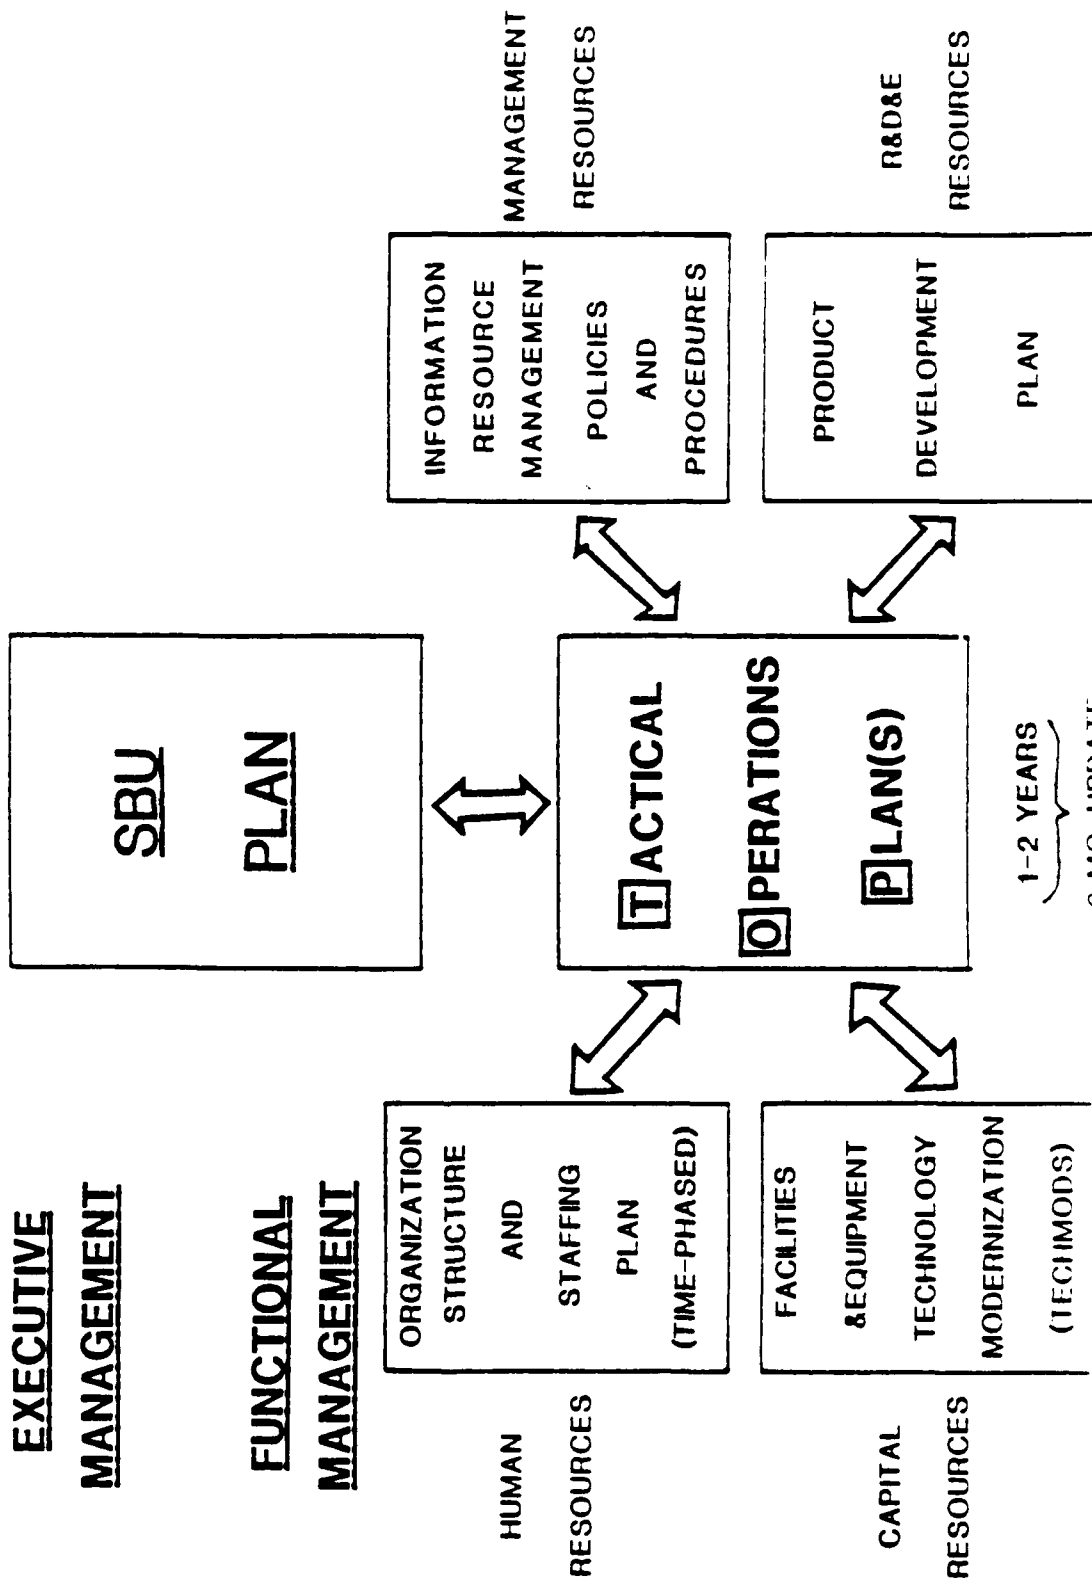 EXECUTIVE
MANAGEMENT
SBU
PLAN
FUNCTIONAL
MANAGEMENT
HUMAN
RESOURCES
ORGANIZATION
STRUCTURE
AND
STAFFING
PLAN
(TIME-PHASED)
TACTICAL
OPERATIONS
PLAN(S)
INFORMATION
RESOURCE
MANAGEMENT
POLICIES
AND
PROCEDURES
MANAGEMENT
RESOURCES
CAPITAL
RESOURCES
FACILITIES
&EQUIPMENT
TECHNOLOGY
MODERNIZATION
(TECHMODS)
PRODUCT
DEVELOPMENT
PLAN
R&D&E
RESOURCES
1-2 YEARS
MO UPDATE